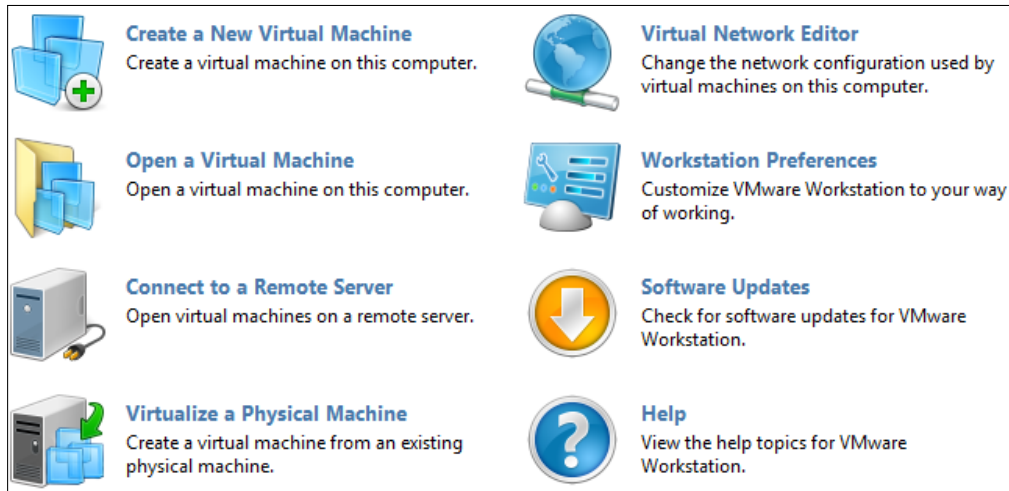 Create a New Virtual Machine
Create a virtual machine on this computer.
Open a Virtual Machine
Open a virtual machine on this computer.
Connect to a Remote Server
Open virtual machines on a remote server.
Virtualize a Physical Machine
Create a virtual machine from an existing
physical machine.
Virtual Network Editor
Change the network configuration used by
virtual machines on this computer.
Workstation Preferences
Customize VMware Workstation to your way
of working.
Software Updates
Check for software updates for VMware
Workstation.
Help
View the help topics for VMware
Workstation.